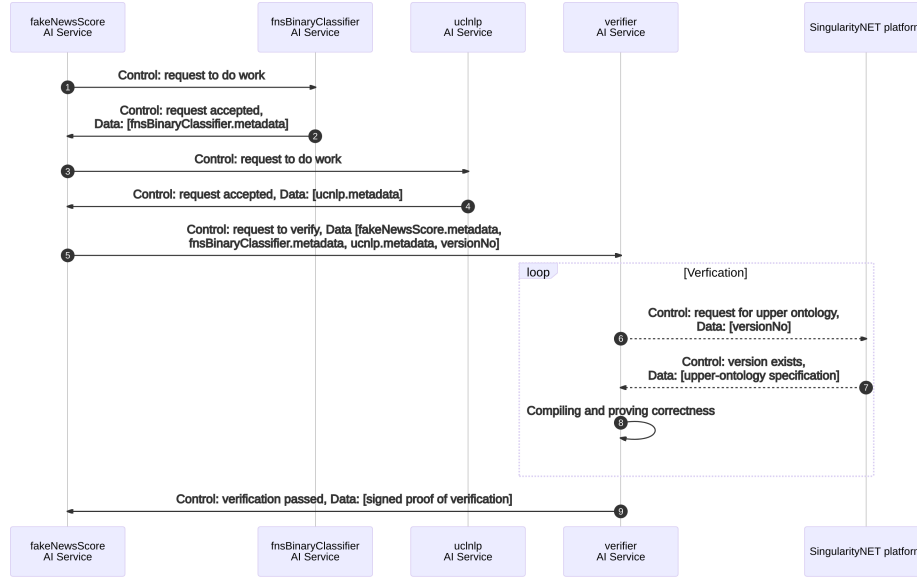 fakeNewsScore
AI Service
fnsBinaryClassifier
AI Service
uclnlp
AI Service
verifier
AI Service
SingularityNET platform
Control: request to do work
1
Control: request accepted,
Data: [fnsBinaryClassifier.metadata]
2
Control: request to do work
3
Control: request accepted, Data: [ucnlp.metadata]
4
Control: request to verify, Data [fakeNewsScore.metadata,
fnsBinaryClassifier.metadata, ucnlp.metadata, versionNo]
5
loop
[Verfication]
Control: request for upper ontology,
Data: [versionNo]
6
Control: version exists,
Data: [upper-ontology specification]
7
Compiling and proving correctness
8
Control: verification passed, Data: [signed proof of verification]
9
fakeNewsScore
AI Service
fnsBinaryClassifier
AI Service
uclnlp
AI Service
verifier
AI Service
SingularityNET platform